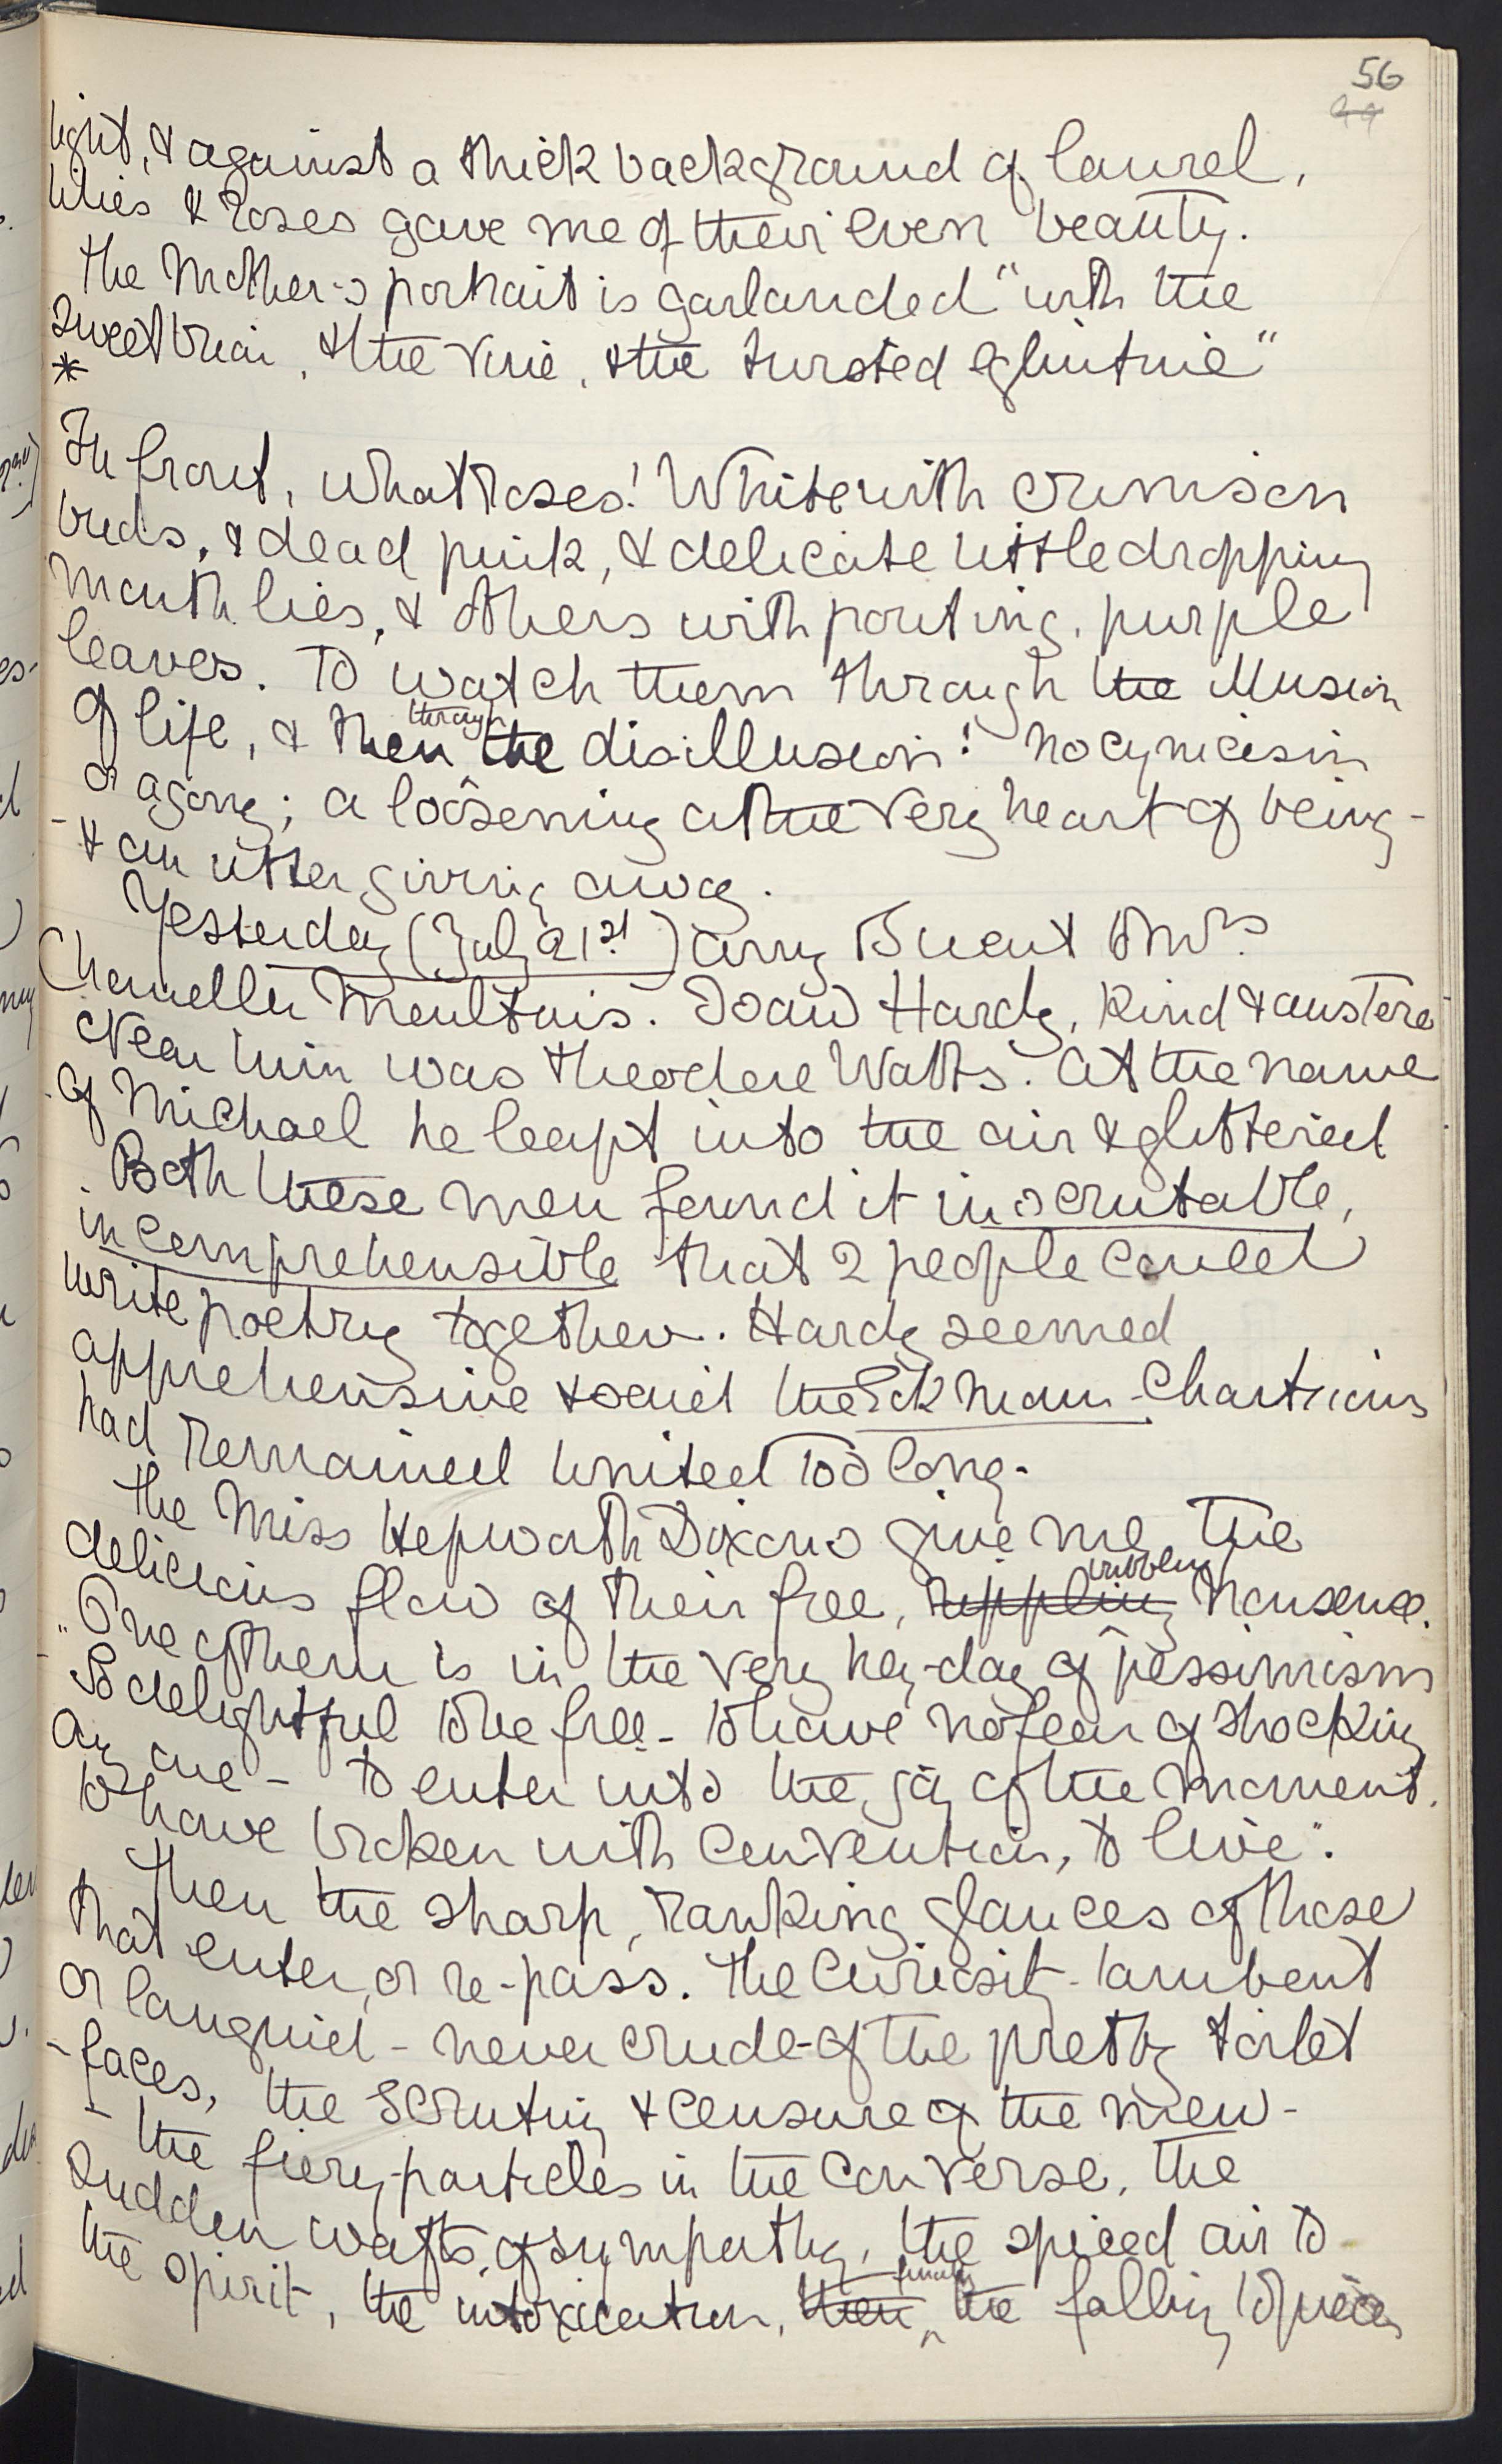 56
light, & against a thick background of laurel,
lilies & roses gave me of their even beauty.
The Mother's portrait is garlanded "with the
Sweet briar, & the vine, & the twisted eglantine"
*
In front, what roses! White with crimson
buds, & dead pink, & delicate little dropping
monthlies, & others with pouting, purple
leaves. To watch them through the illusion
of life, & then through the disillusion! No cynicism
or agony; a loosening at the very heart of being -
& an utter giving away.
Yesterday (July 21st) Amy & I went to Mrs
Chandler Moulton's. I saw Hardy, kind & austere
Near him was Theodore Watts. At the name
of Michael he leapt into the air & glittered
Both these men found it inscrutable,
incomprehensible that 2 people could
write poetry together. Hardy seemed
apprehensive & said the Erckmann-Chatrians
had remained united too long.
The Miss Hepworth Dixons give me the
delicious flow of their free, rippling bubbling nonsense.
One of them is in the very hey-day of pessimism
"So delightful to be free - to have no fear of shocking
any one - to enter into the joy of the moment.
to have broken with convention, to live".
Then the sharp, ranking glances of those
that enter, or re-pass. The curiosity - lambent
or languid - never crude - of the pretty toilet
-faces, the scrutiny & censure of the men -
the fiery particles in the converse, the
sudden wafts of sympathy, the spiced air to
the spirit, the intoxication, then finally the falling to pieces